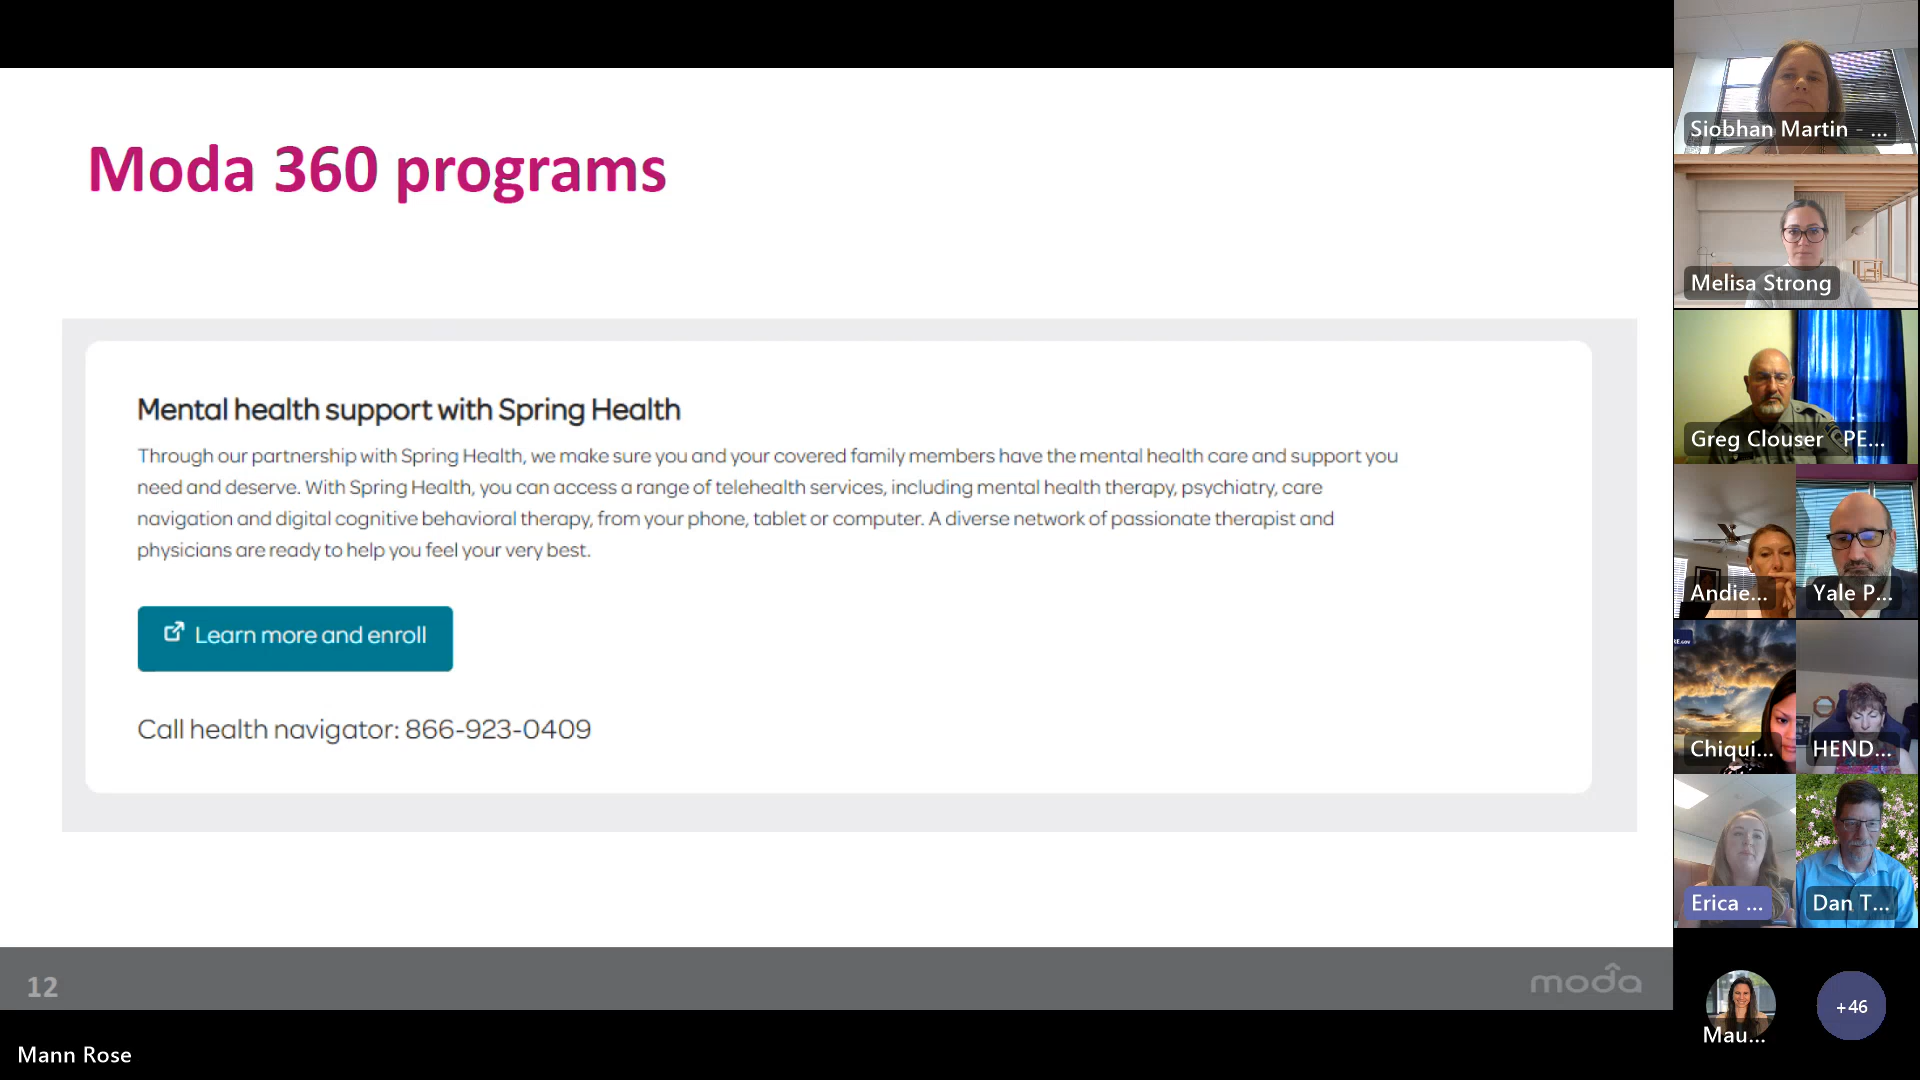 Moda 360 programs
Mental health support with Spring Health
Through our partnership with Spring Health, we make sure you and your covered family members have the mental health care and support you
need and deserve. With Spring Health, you can access a range of telehealth services, including mental health therapy, psychiatry, care
navigation and digital cognitive behavioral therapy, from your phone, tablet or computer. A diverse network of passionate therapist and
physicians are ready to help you feel your very best.
Learn more and enroll
Call health navigator: 866-923-0409
12
moda
Mann Rose
Siobhan Martin - ...
Melisa Strong
Greg Clouser PE...
Andie...
Yale P...
Chiqui...
HEND...
Erica ...
Dan T...
Mau...
+46